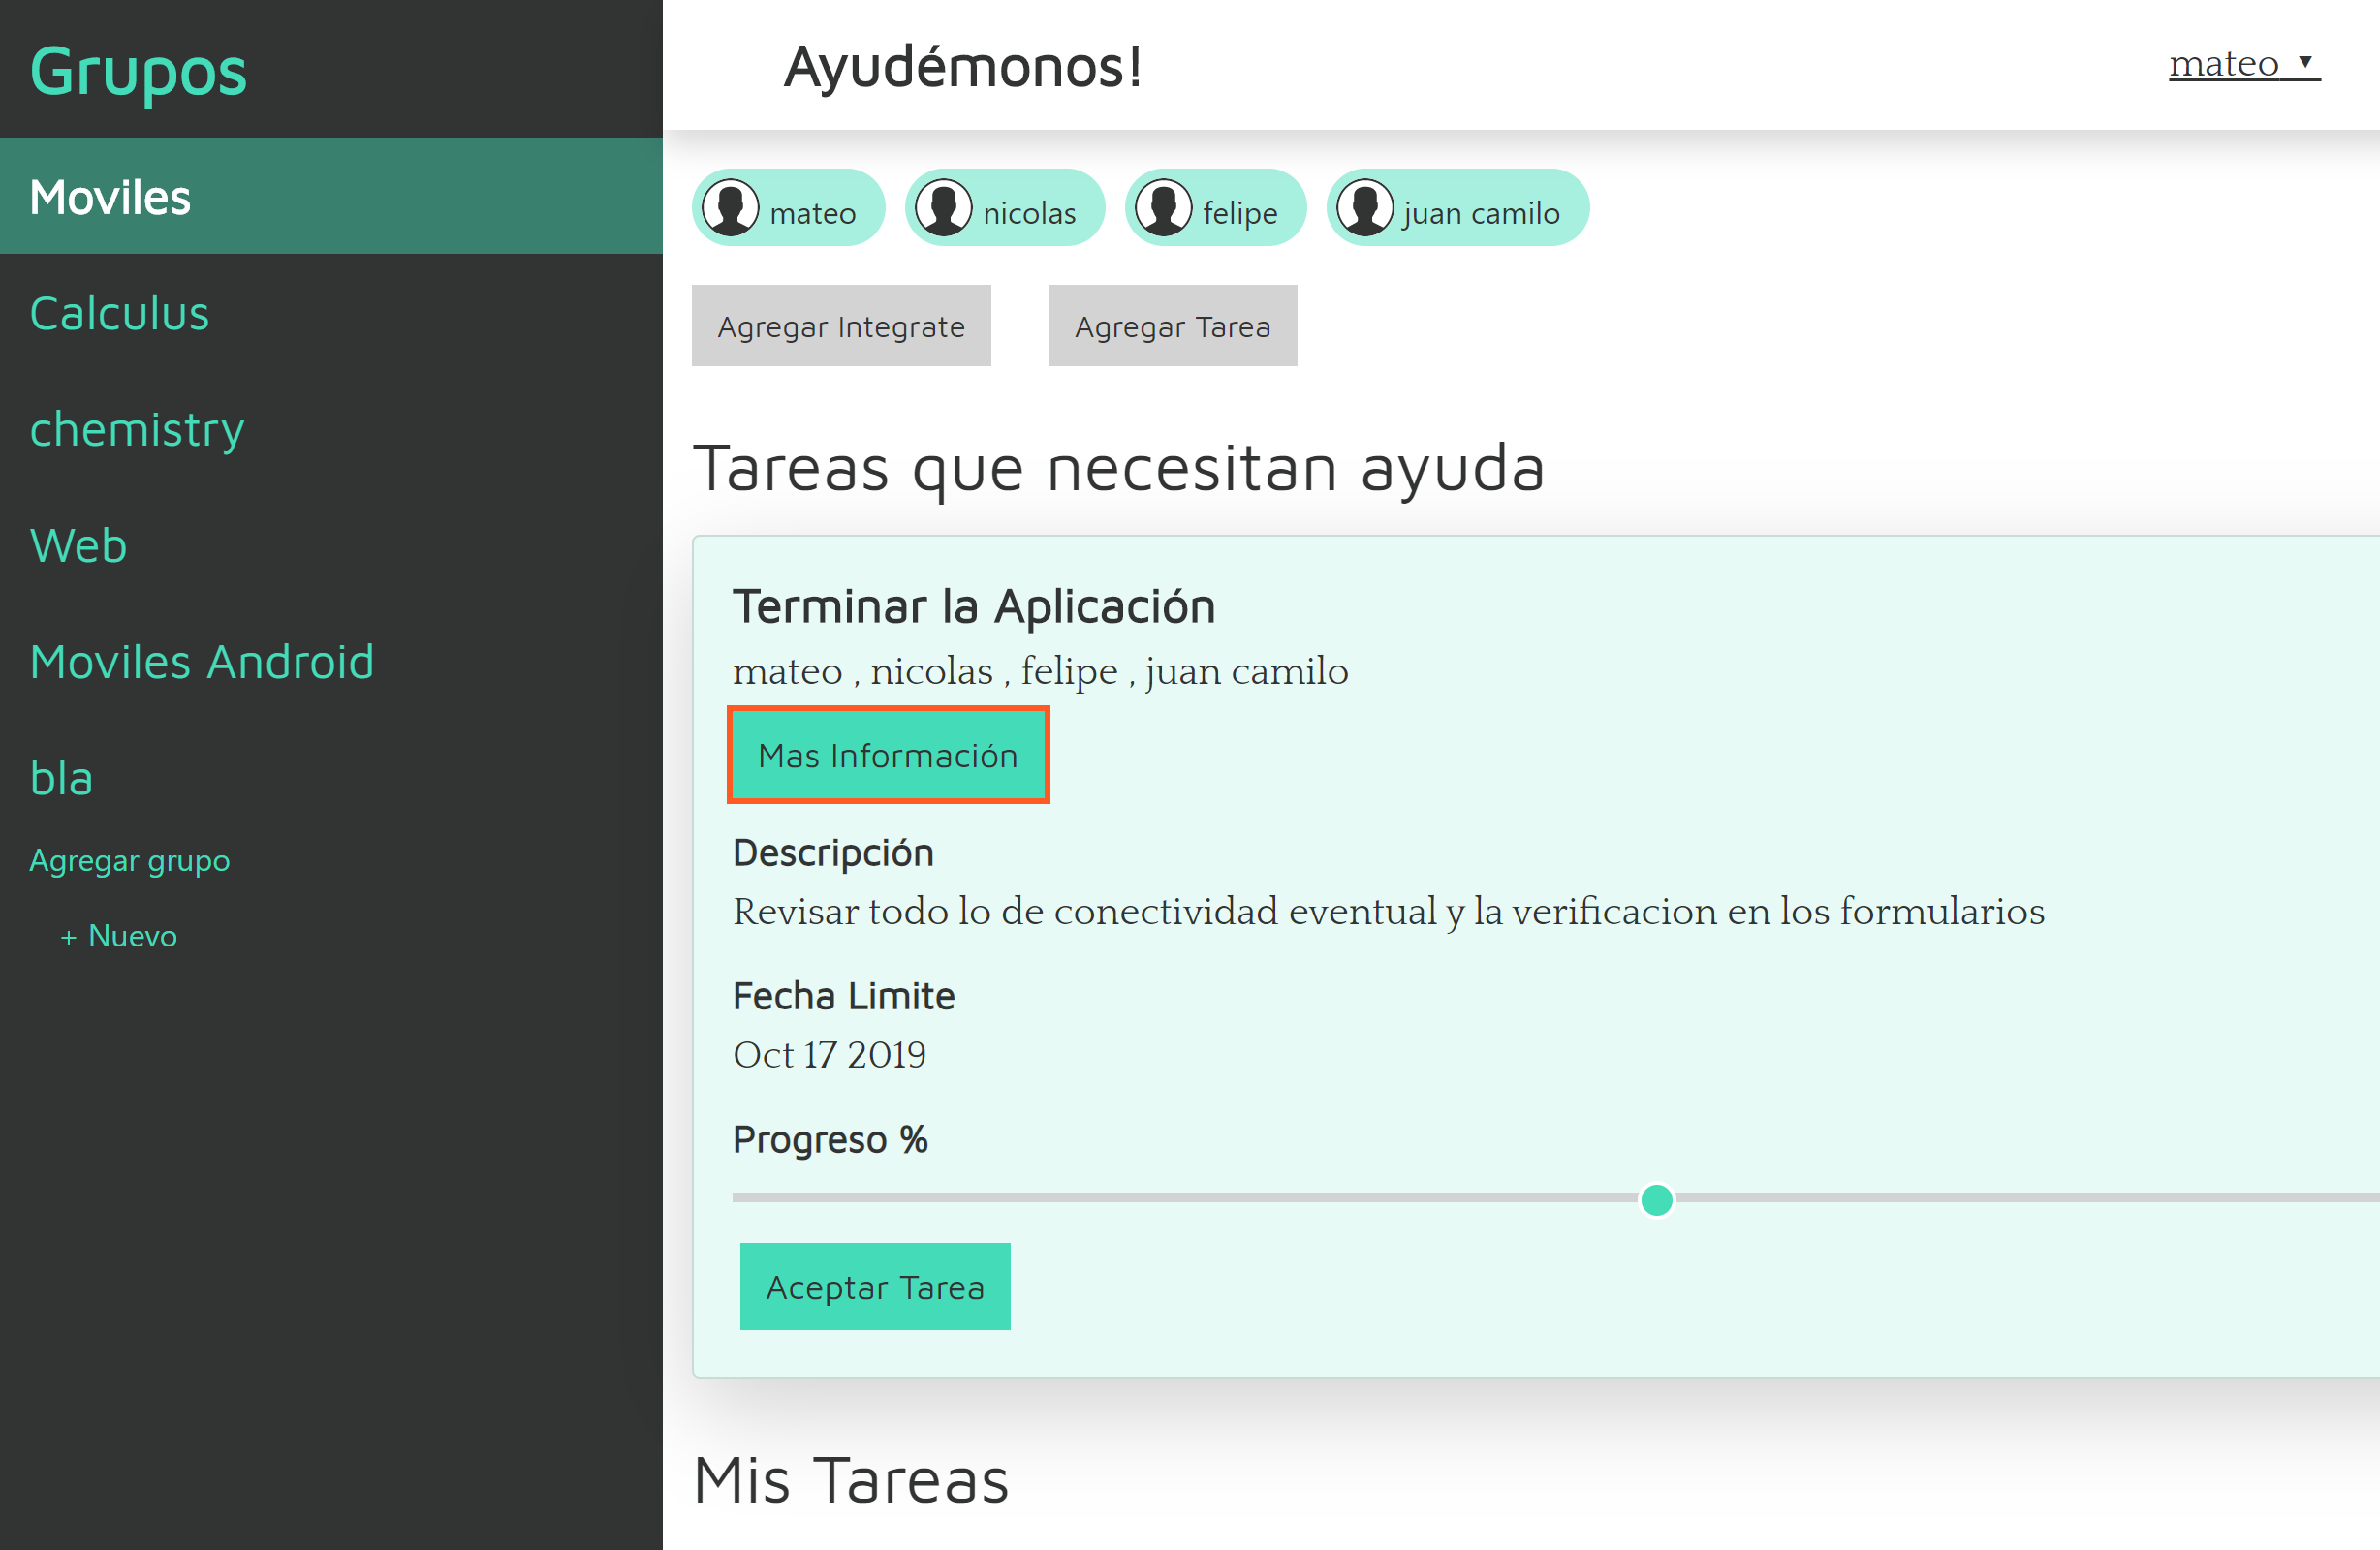 Grupos
Moviles
Calculus
chemistry
Web
Moviles Android
bla
Agregar grupo
+ Nuevo
Ayudémonos!
mateo ▼
mateo
nicolas
felipe
juan camilo
Agregar Integrate
Agregar Tarea
Tareas que necesitan ayuda
Terminar la Aplicación
mateo , nicolas , felipe , juan camilo
Mas Información
Descripción
Revisar todo lo de conectividad eventual y la verificacion en los formularios
Fecha Limite
Oct 17 2019
Progreso %
Aceptar Tarea
Mis Tareas